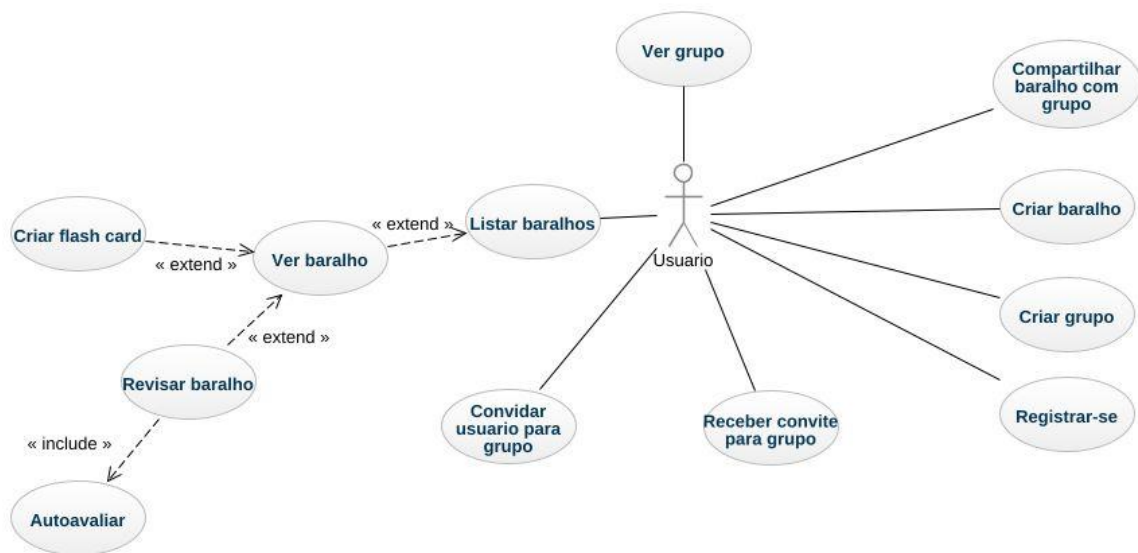 Ver grupo
Compartilhar
baralho com
grupo
Criar flash card
« extend »
Ver baralho
« extend »
Listar baralhos
Usuario
Criar baralho
« extend »
Criar grupo
Revisar baralho
« include »
Autoavaliar
Convidar
usuario para
grupo
Receber convite
para grupo
Registrar-se